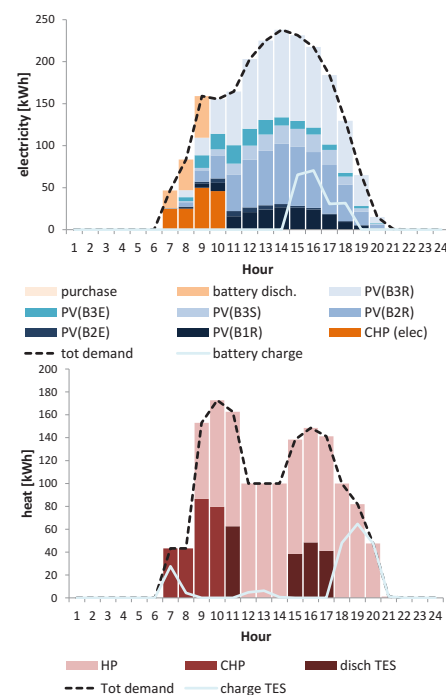 250
200
150
100
50
0
electricity [kWh]
1 2 3 4 5 6 7 8 9 10 11 12 13 14 15 16 17 18 19 20 21 22 23 24
Hour
purchase battery disch. PV(B3R)
PV(B3E) PV(B3S) PV(B2R)
PV(B2E) PV(B1R) CHP (elec)
tot demand battery charge
200
180
160
140
120
100
80
60
40
20
0
heat [kWh]
1 2 3 4 5 6 7 8 9 10 11 12 13 14 15 16 17 18 19 20 21 22 23 24
Hour
HP CHP disch TES
Tot demand charge TES